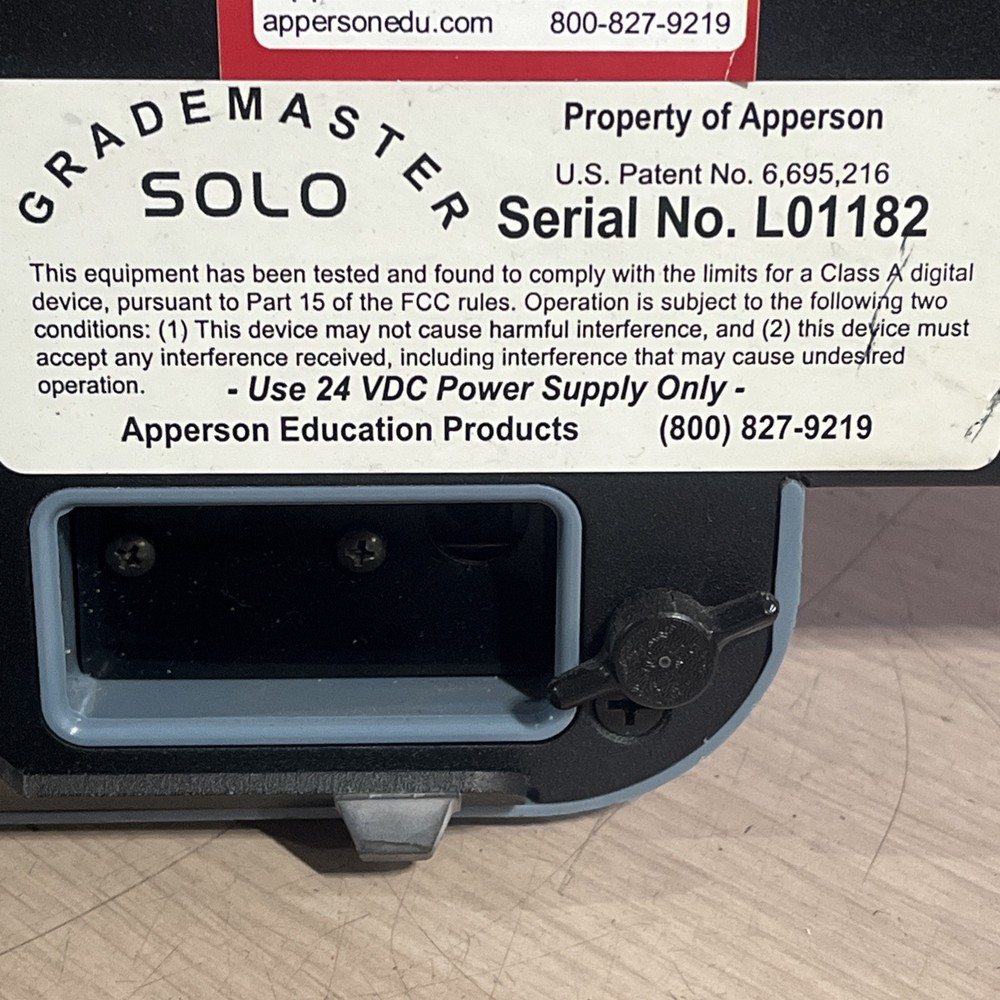 appersonedu.com 800-827-9219
GRADEMASTER
SOLO
Property of Apperson
U.S. Patent No. 6,695,216
Serial No. L01182
This equipment has been tested and found to comply with the limits for a Class A digital
device, pursuant to Part 15 of the FCC rules. Operation is subject to the following two
conditions: (1) This device may not cause harmful interference, and (2) this device must
accept any interference received, including interference that may cause undesired
operation.
- Use 24 VDC Power Supply Only -
Apperson Education Products (800) 827-9219